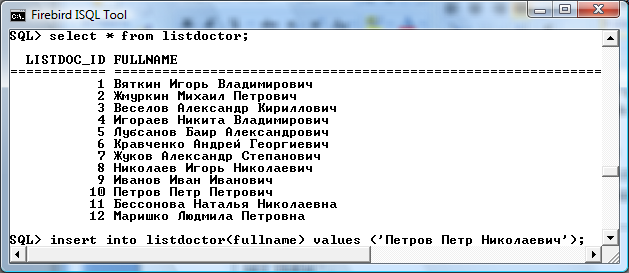 Firebird ISQL Tool
SQL> select * from listdoctor;
LISTDOC_ID FULLNAME
============ ===============================================================
1 Вяткин Игорь Владимирович
2 Жмуркин Михаил Петрович
3 Веселов Александр Кириллович
4 Игораев Никита Владимирович
5 Лубсанов Баир Александрович
6 Кравченко Андрей Георгиевич
7 Жуков Александр Степанович
8 Николаев Игорь Николаевич
9 Иванов Иван Иванович
10 Петров Петр Петрович
11 Бессонова Наталья Николаевна
12 Маришко Людмила Петровна
SQL> insert into listdoctor(fullname) values ('Петров Петр Николаевич');